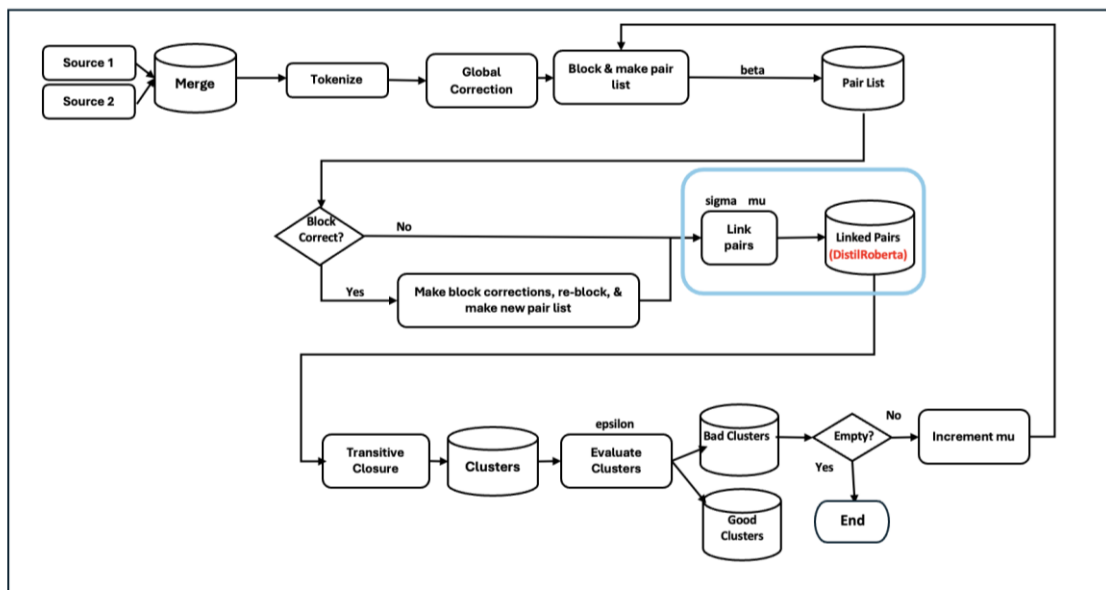 Source 1
Source 2
Merge
Tokenize
Global
Correction
Block & make pair
list
beta
Pair List
Block
Correct?
No
Yes
Make block corrections, re-block, &
make new pair list
sigma mu
Link
pairs
Linked Pairs
(DistilRoberta)
Transitive
Closure
Clusters
epsilon
Evaluate
Clusters
Bad Clusters
Good
Clusters
Empty?
No
Yes
Increment mu
End